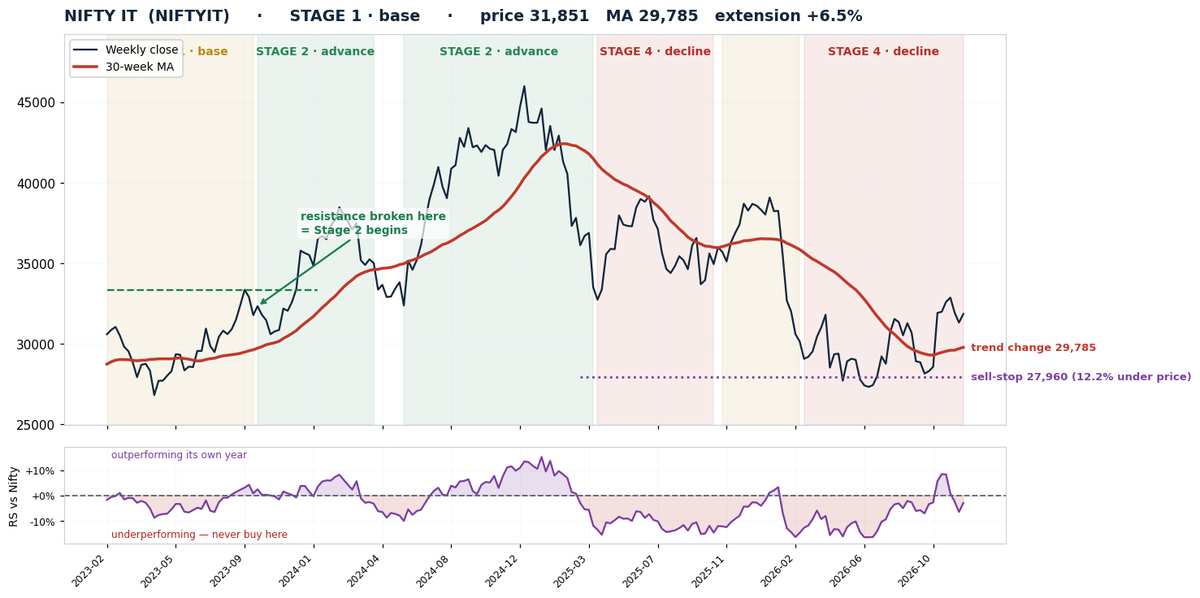 NIFTY IT (NIFTYIT) · STAGE 1 · base · price 31,851 MA 29,785 extension +6.5%
Weekly close
30-week MA
1 · base
STAGE 2 · advance
STAGE 2 · advance
STAGE 4 · decline
STAGE 4 · decline
45000
40000
35000
30000
25000
resistance broken here
= Stage 2 begins
trend change 29,785
sell-stop 27,960 (12.2% under price)
RS vs Nifty
+10%
+0%
-10%
outperforming its own year
underperforming — never buy here
2023-02
2023-05
2023-09
2024-01
2024-04
2024-08
2024-12
2025-03
2025-07
2025-11
2026-02
2026-06
2026-10